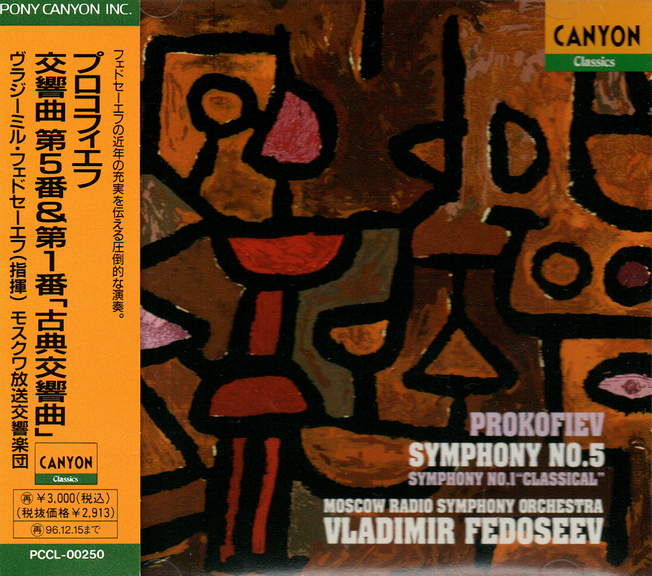 PONY CANYON INC.
フェドセーエフの近年の充実を伝える圧倒的な演奏。
プロコフィエフ
交響曲 第5番&第1番「古典交響曲」
ヴラジーミル・フェドセーエフ(指揮) モスクワ放送交響楽団
CANYON
Classics
再 ¥3,000(税込)
(税抜価格¥2,913)
再 96.12.15まで
PCCL-00250
CANYON
Classics
PROKOFIEV
SYMPHONY NO.5
SYMPHONY NO.1"CLASSICAL"
MOSCOW RADIO SYMPHONY ORCHESTRA
VLADIMIR FEDOSEEV